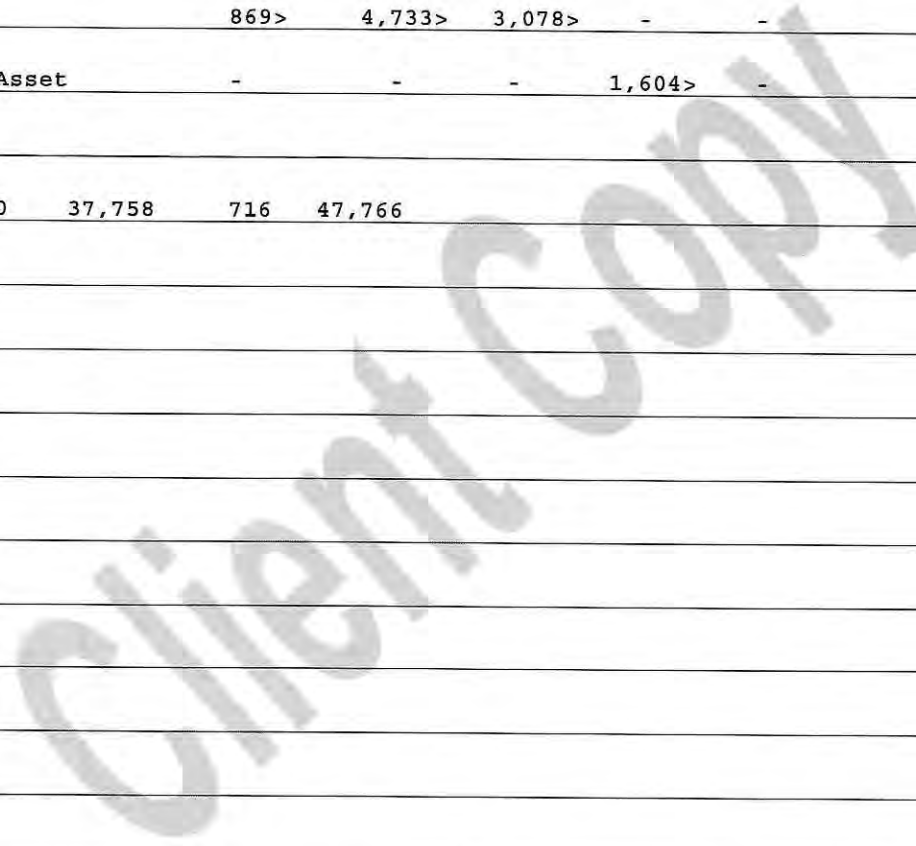 869> 4,733> 3,078> - -
Asset - - - 1,604> -
0 37,758 716 47,766
Client Copy